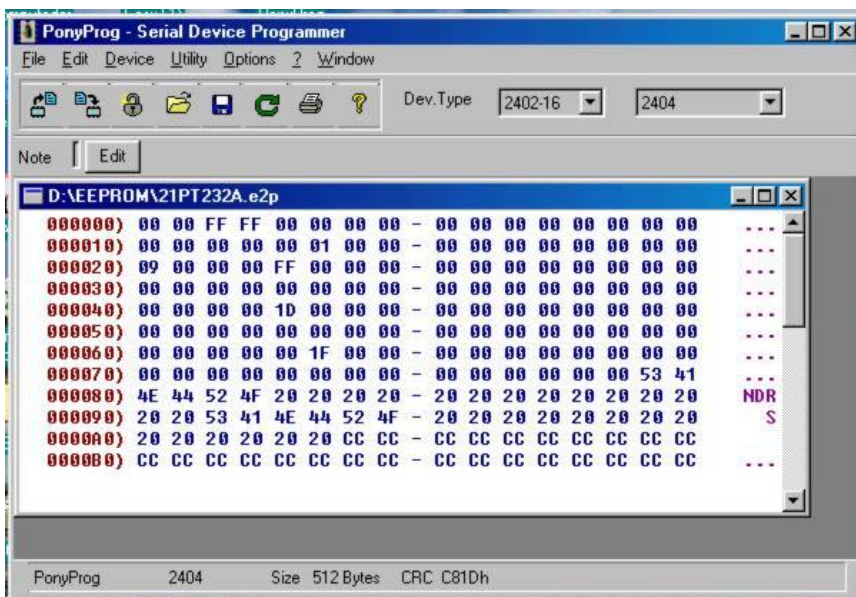 PonyProg - Serial Device Programmer
File Edit Device Utility Options ? Window
Dev.Type 2402-16 2404
Note Edit
D:\EEPROM\21PT232A.e2p
000000) 00 00 FF FF 00 00 00 00 - 00 00 00 00 00 00 00 00 ...
000010) 00 00 00 00 00 01 00 00 - 00 00 00 00 00 00 00 00 ...
000020) 09 00 00 00 FF 00 00 00 - 00 00 00 00 00 00 00 00 ...
000030) 00 00 00 00 00 00 00 00 - 00 00 00 00 00 00 00 00 ...
000040) 00 00 00 00 1D 00 00 00 - 00 00 00 00 00 00 00 00 ...
000050) 00 00 00 00 00 00 00 00 - 00 00 00 00 00 00 00 00 ...
000060) 00 00 00 00 00 1F 00 00 - 00 00 00 00 00 00 00 00 ...
000070) 00 00 00 00 00 00 00 00 - 00 00 00 00 00 00 53 41 ...
000080) 4E 44 52 4F 20 20 20 20 - 20 20 20 20 20 20 20 20 NDR
000090) 20 20 53 41 4E 44 52 4F - 20 20 20 20 20 20 20 20 S
0000A0) 20 20 20 20 20 20 CC CC - CC CC CC CC CC CC CC CC
0000B0) CC CC CC CC CC CC CC CC - CC CC CC CC CC CC CC CC ...
PonyProg 2404 Size 512 Bytes CRC C81Dh